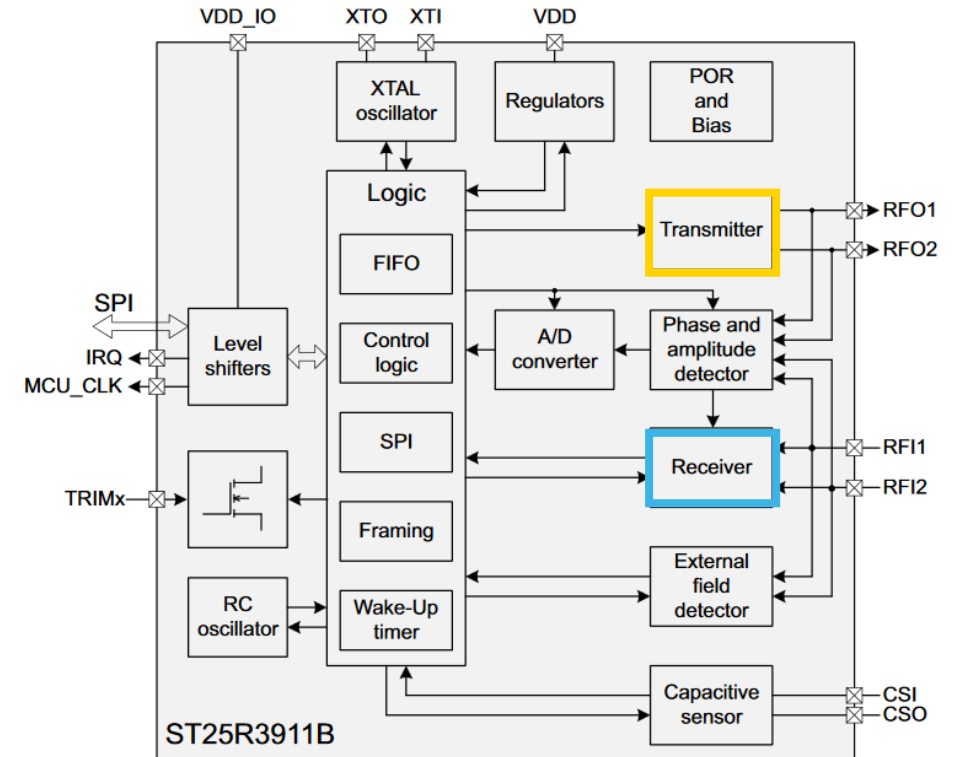 VDD_IO
XTO
XTI
VDD
XTAL
oscillator
Regulators
POR
and
Bias
Logic
Transmitter
RFO1
RFO2
FIFO
SPI
Level
shifters
IRQ
MCU_CLK
Control
logic
A/D
converter
Phase and
amplitude
detector
SPI
Receiver
RFI1
RFI2
TRIMx
Framing
External
field
detector
RC
oscillator
Wake-Up
timer
Capacitive
sensor
CSI
CSO
ST25R3911B